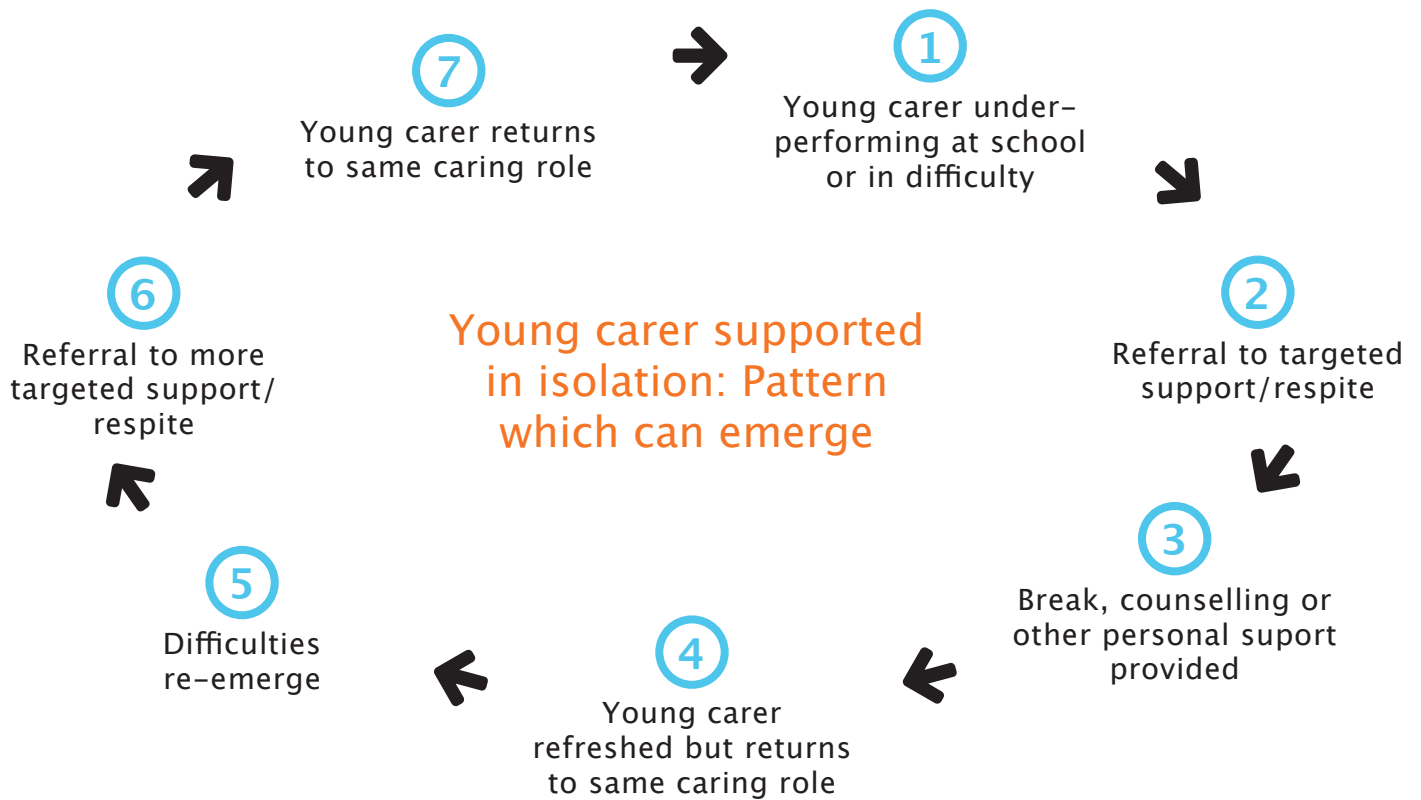 1
Young carer under-
performing at school
or in difficulty
2
Referral to targeted
support/respite
3
Break, counselling or
other personal suport
provided
4
Young carer
refreshed but returns
to same caring role
5
Difficulties
re-emerge
6
Referral to more
targeted support/
respite
7
Young carer returns
to same caring role
Young carer supported
in isolation: Pattern
which can emerge